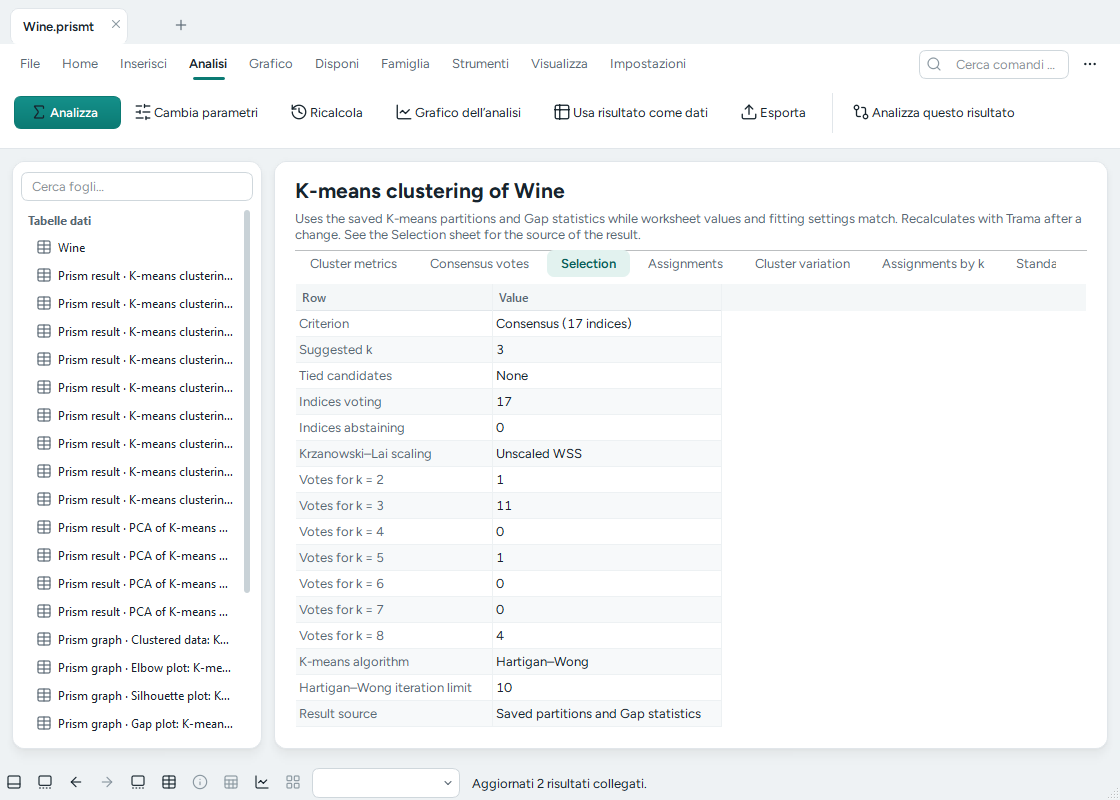 Wine.prismt
File Home Inserisci Analisi Grafico Disponi Famiglia Strumenti Visualizza Impostazioni
Cerca comandi ...
Analizza
Cambia parametri
Ricalcola
Grafico dell'analisi
Usa risultato come dati
Esporta
Analizza questo risultato
Cerca fogli...
Tabelle dati
Wine
Prism result · K-means clusterin...
Prism result · K-means clusterin...
Prism result · K-means clusterin...
Prism result · K-means clusterin...
Prism result · K-means clusterin...
Prism result · K-means clusterin...
Prism result · K-means clusterin...
Prism result · K-means clusterin...
Prism result · K-means clusterin...
Prism result · PCA of K-means ...
Prism result · PCA of K-means ...
Prism result · PCA of K-means ...
Prism result · PCA of K-means ...
Prism graph · Clustered data: K...
Prism graph · Elbow plot: K-me...
Prism graph · Silhouette plot: K...
Prism graph · Gap plot: K-mean...
K-means clustering of Wine
Uses the saved K-means partitions and Gap statistics while worksheet values and fitting settings match. Recalculates with Trama after a
change. See the Selection sheet for the source of the result.
Cluster metrics Consensus votes Selection Assignments Cluster variation Assignments by k Standa
Row Value
Criterion Consensus (17 indices)
Suggested k 3
Tied candidates None
Indices voting 17
Indices abstaining 0
Krzanowski–Lai scaling Unscaled WSS
Votes for k = 2 1
Votes for k = 3 11
Votes for k = 4 0
Votes for k = 5 1
Votes for k = 6 0
Votes for k = 7 0
Votes for k = 8 4
K-means algorithm Hartigan–Wong
Hartigan–Wong iteration limit 10
Result source Saved partitions and Gap statistics
Aggiornati 2 risultati collegati.